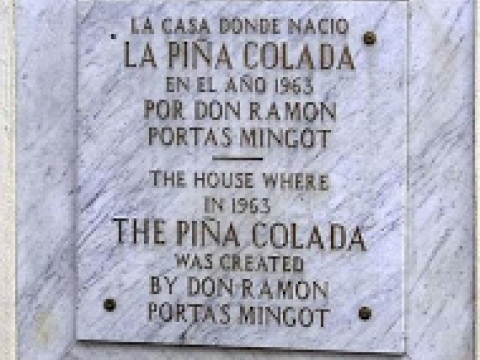 LA CASA DONDE NACIO
LA PIÑA COLADA
EN EL AÑO 1963
POR DON RAMON
PORTAS MINGOT
THE HOUSE WHERE
IN 1963
THE PIÑA COLADA
WAS CREATED
BY DON RAMON
PORTAS MINGOT